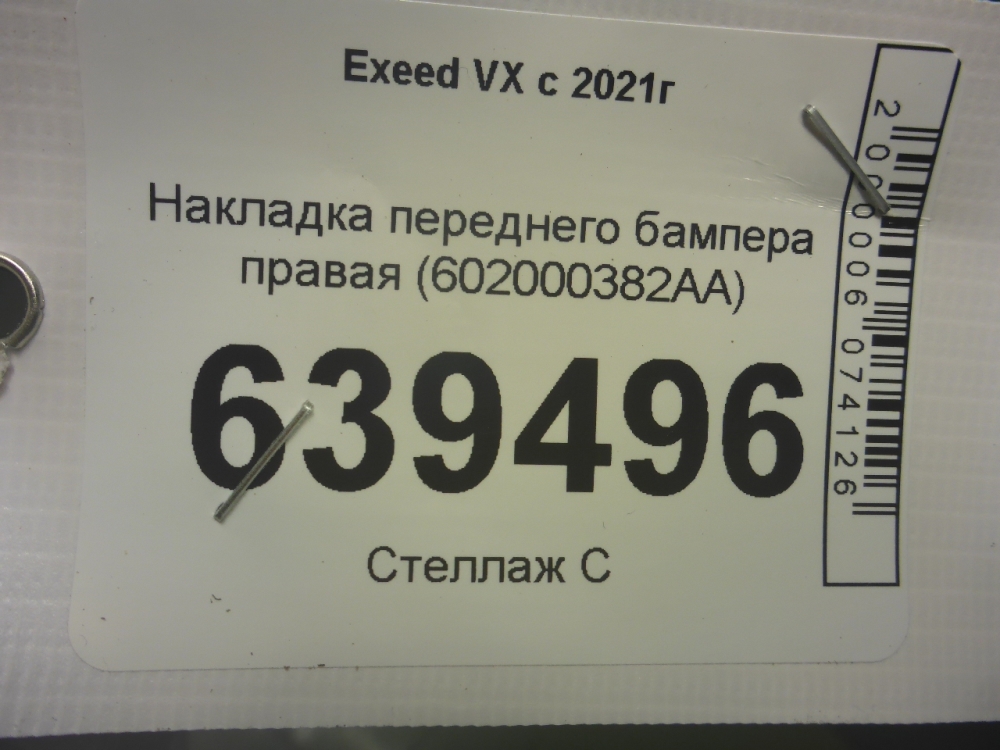 Exeed VX с 2021г
Накладка переднего бампера
правая (602000382AA)
639496
Стеллаж С
2000006074126